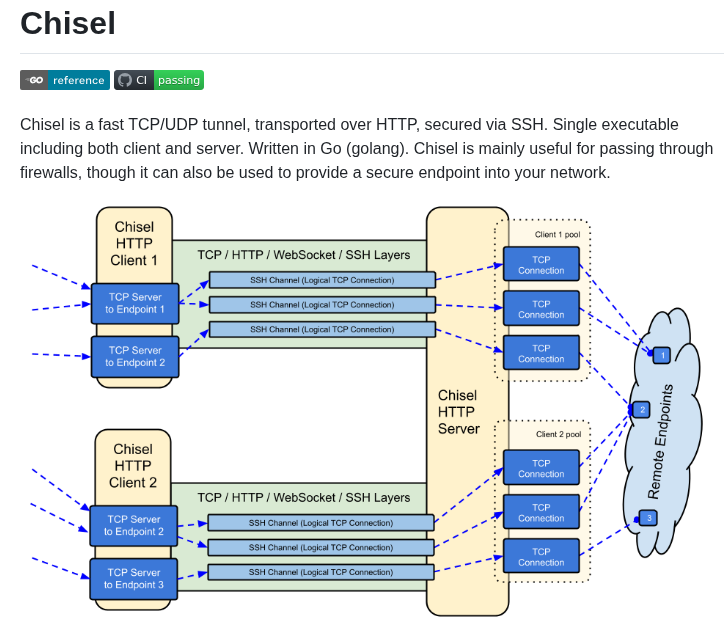 Chisel
GO reference CI passing
Chisel is a fast TCP/UDP tunnel, transported over HTTP, secured via SSH. Single executable
including both client and server. Written in Go (golang). Chisel is mainly useful for passing through
firewalls, though it can also be used to provide a secure endpoint into your network.
Chisel
HTTP
Client 1
TCP / HTTP / WebSocket / SSH Layers
SSH Channel (Logical TCP Connection)
SSH Channel (Logical TCP Connection)
SSH Channel (Logical TCP Connection)
TCP Server
to Endpoint 1
TCP Server
to Endpoint 2
Client 1 pool
TCP
Connection
TCP
Connection
TCP
Connection
Chisel
HTTP
Server
1
2
3
Remote Endpoints
Chisel
HTTP
Client 2
TCP / HTTP / WebSocket / SSH Layers
SSH Channel (Logical TCP Connection)
SSH Channel (Logical TCP Connection)
SSH Channel (Logical TCP Connection)
TCP Server
to Endpoint 2
TCP Server
to Endpoint 3
Client 2 pool
TCP
Connection
TCP
Connection
TCP
Connection